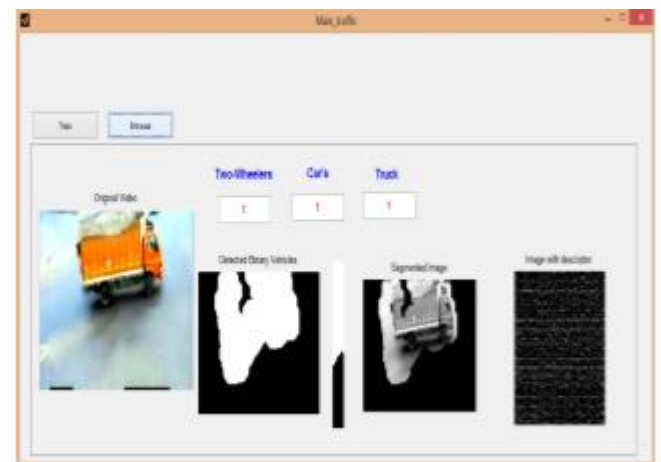 Main_traffic
Train Browse
Two-Wheelers Car's Truck
1 1 1
Original Video
Detected Binary Vehicles
Segmented Image
Image with descriptor